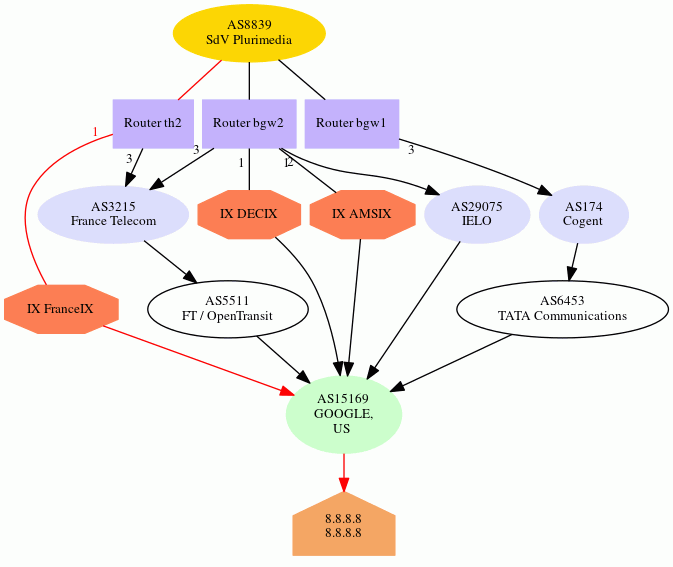 AS8839
SdV Plurimedia
Router th2
Router bgw2
Router bgw1
1
3
3
1
1
2
3
AS3215
France Telecom
IX DECIX
IX AMSIX
AS29075
IELO
AS174
Cogent
IX FranceIX
AS5511
FT / OpenTransit
AS6453
TATA Communications
AS15169
GOOGLE,
US
8.8.8.8
8.8.8.8